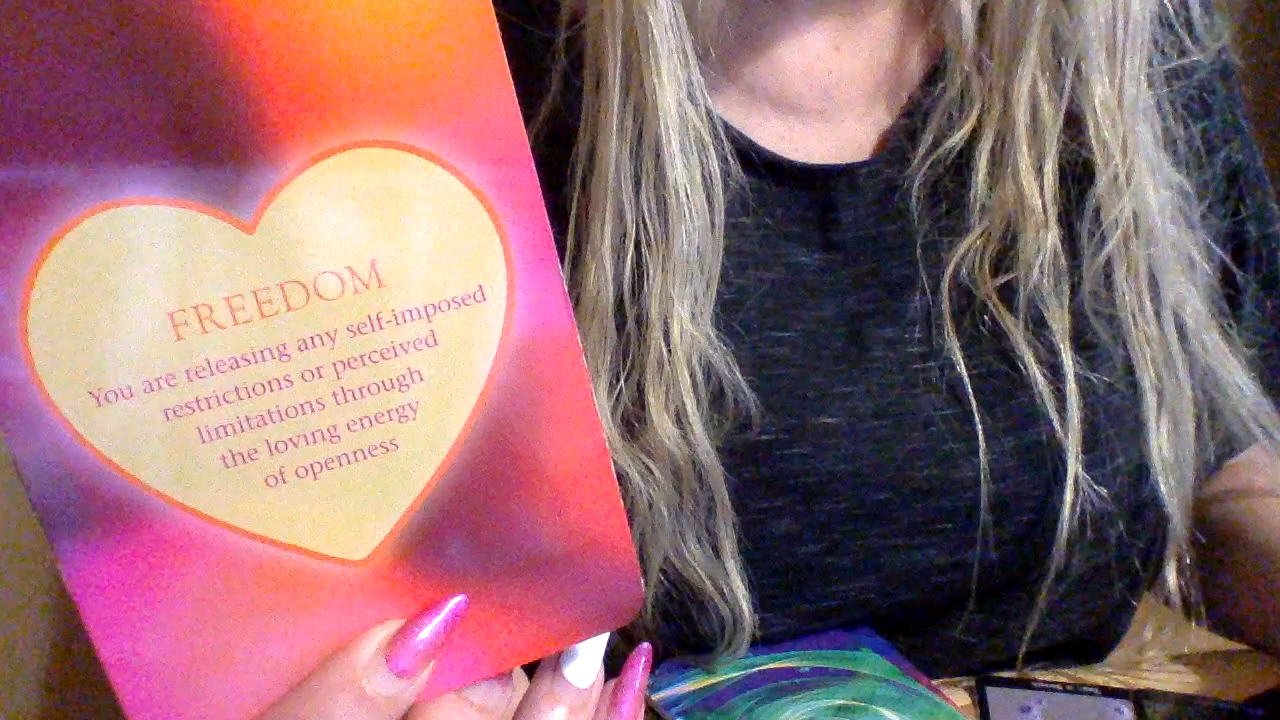 FREEDOM
You are releasing any self-imposed
restrictions or perceived
limitations through
the loving energy
of openness